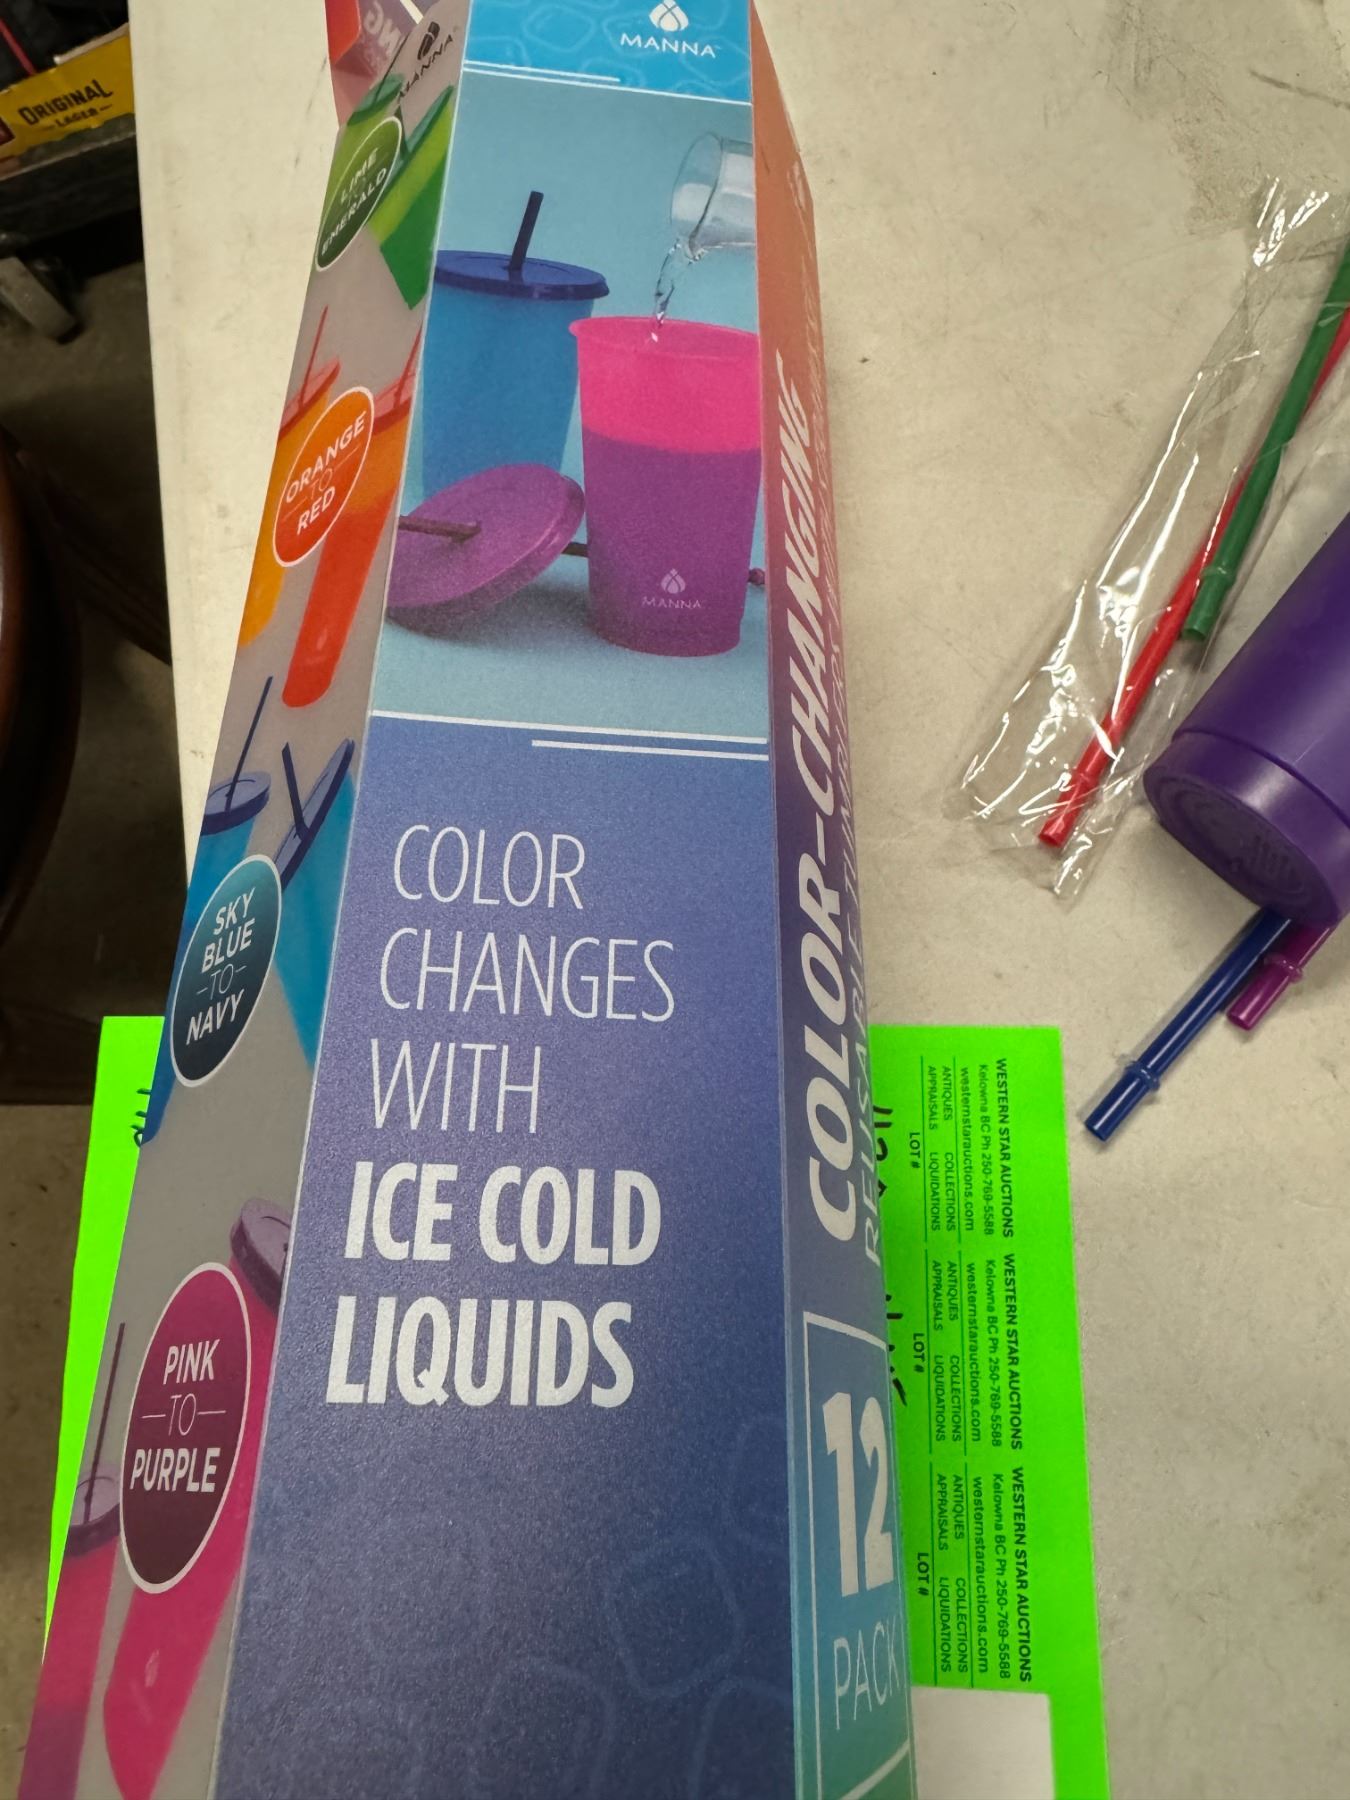 ORIGINAL
LAGER
MANNA
MANNA
LIME
TO
EMERALD
ORANGE
TO
RED
SKY
BLUE
TO
NAVY
PINK
TO
PURPLE
MANNA
COLOR
CHANGES
WITH
ICE COLD
LIQUIDS
COLOR-CHANGING
REUSABLE TUMBLERS
12
PACK
WESTERN STAR AUCTIONS
Kelowna BC Ph 250-769-5588
westernstarauctions.com
ANTIQUES COLLECTIONS
APPRAISALS LIQUIDATIONS
LOT #
WESTERN STAR AUCTIONS
Kelowna BC Ph 250-769-5588
westernstarauctions.com
ANTIQUES COLLECTIONS
APPRAISALS LIQUIDATIONS
LOT #
WESTERN STAR AUCTIONS
Kelowna BC Ph 250-769-5588
westernstarauctions.com
ANTIQUES COLLECTIONS
APPRAISALS LIQUIDATIONS
LOT #